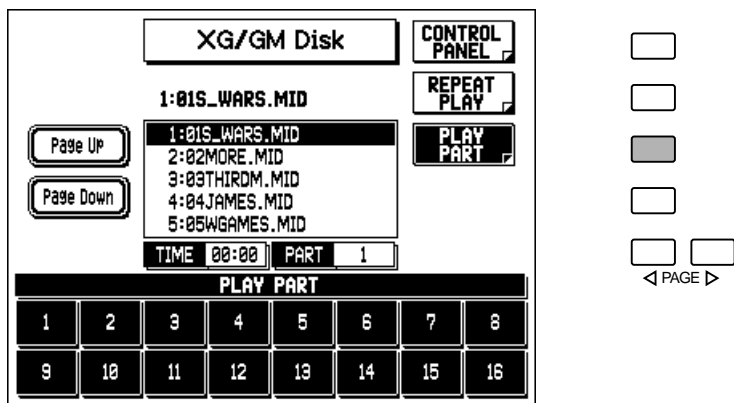 XG/GM Disk
CONTROL
PANEL
1:01S_WARS.MID
REPEAT
PLAY
Page Up
Page Down
1:01S_WARS.MID
2:02MORE.MID
3:03THIRDM.MID
4:04JAMES.MID
5:05WGAMES.MID
PLAY
PART
TIME 00:00 PART 1
PLAY PART
1 2 3 4 5 6 7 8
9 10 11 12 13 14 15 16
◁ PAGE ▷